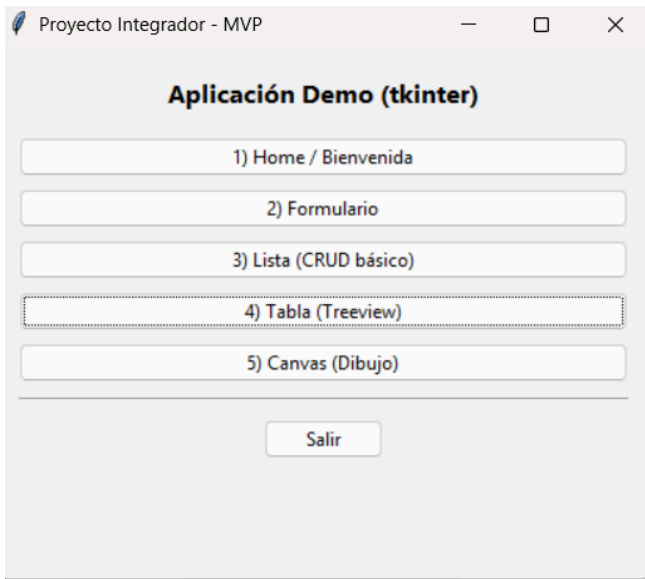 Proyecto Integrador - MVP
Aplicación Demo (tkinter)
1) Home / Bienvenida
2) Formulario
3) Lista (CRUD básico)
4) Tabla (Treeview)
5) Canvas (Dibujo)
Salir